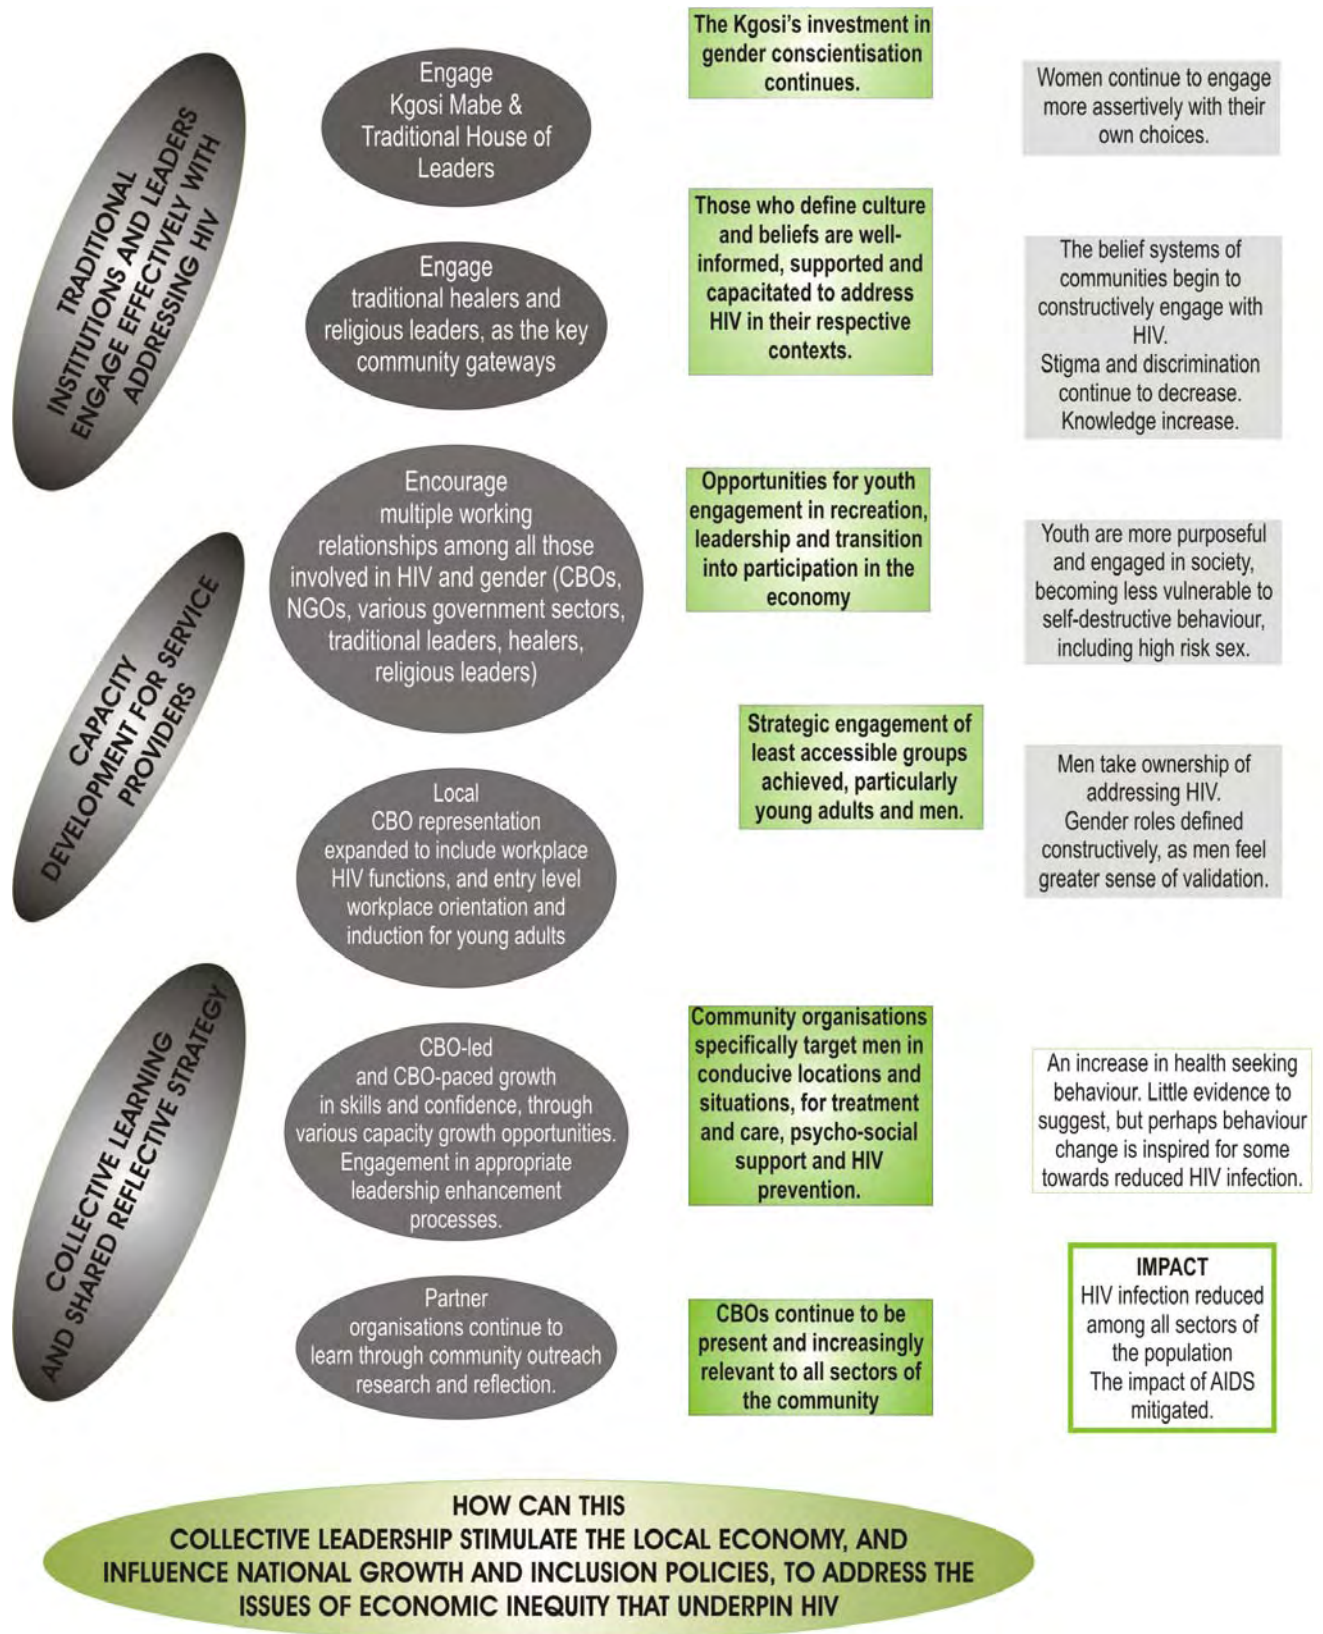 TRADITIONAL
INSTITUTIONS AND LEADERS
ENGAGE EFFECTIVELY WITH
ADDRESSING HIV
CAPACITY
DEVELOPMENT FOR SERVICE
PROVIDERS
COLLECTIVE LEARNING
AND SHARED REFLECTIVE STRATEGY
Engage
Kgosi Mabe &
Traditional House of
Leaders
Engage
traditional healers and
religious leaders, as the key
community gateways
Encourage
multiple working
relationships among all those
involved in HIV and gender (CBOs,
NGOs, various government sectors,
traditional leaders, healers,
religious leaders)
Local
CBO representation
expanded to include workplace
HIV functions, and entry level
workplace orientation and
induction for young adults
CBO-led
and CBO-paced growth
in skills and confidence, through
various capacity growth opportunities.
Engagement in appropriate
leadership enhancement
processes.
Partner
organisations continue to
learn through community outreach
research and reflection.
The Kgosi's investment in
gender conscientisation
continues.
Those who define culture
and beliefs are well-
informed, supported and
capacitated to address
HIV in their respective
contexts.
Opportunities for youth
engagement in recreation,
leadership and transition
into participation in the
economy
Strategic engagement of
least accessible groups
achieved, particularly
young adults and men.
Community organisations
specifically target men in
conducive locations and
situations, for treatment
and care, psycho-social
support and HIV
prevention.
CBOs continue to be
present and increasingly
relevant to all sectors of
the community
Women continue to engage
more assertively with their
own choices.
The belief systems of
communities begin to
constructively engage with
HIV.
Stigma and discrimination
continue to decrease.
Knowledge increase.
Youth are more purposeful
and engaged in society,
becoming less vulnerable to
self-destructive behaviour,
including high risk sex.
Men take ownership of
addressing HIV.
Gender roles defined
constructively, as men feel
greater sense of validation.
An increase in health seeking
behaviour. Little evidence to
suggest, but perhaps behaviour
change is inspired for some
towards reduced HIV infection.
IMPACT
HIV infection reduced
among all sectors of
the population
The impact of AIDS
mitigated.
HOW CAN THIS
COLLECTIVE LEADERSHIP STIMULATE THE LOCAL ECONOMY, AND
INFLUENCE NATIONAL GROWTH AND INCLUSION POLICIES, TO ADDRESS THE
ISSUES OF ECONOMIC INEQUITY THAT UNDERPIN HIV